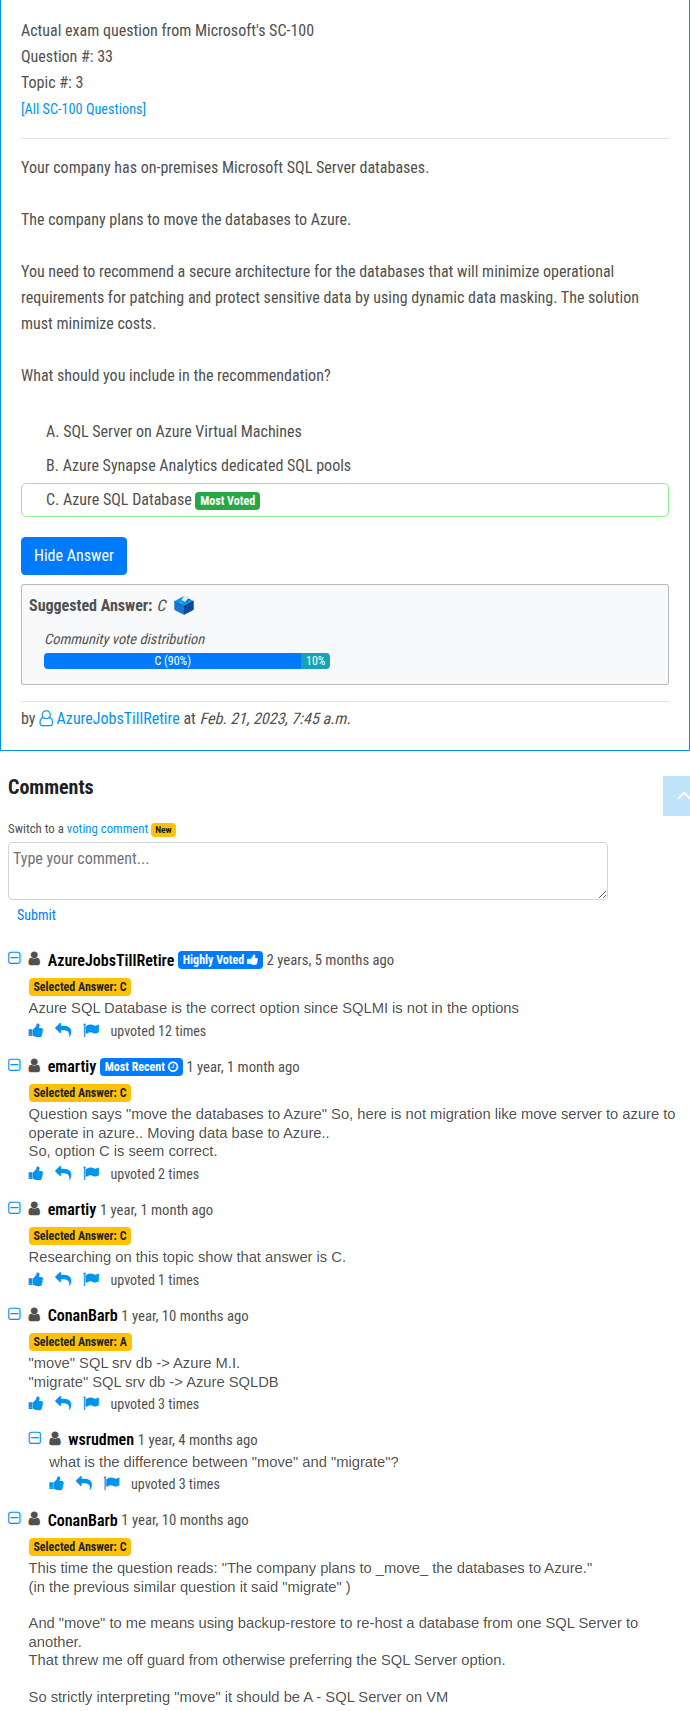 Actual exam question from Microsoft's SC-100
Question #: 33
Topic #: 3
[All SC-100 Questions]
Your company has on-premises Microsoft SQL Server databases.
The company plans to move the databases to Azure.
You need to recommend a secure architecture for the databases that will minimize operational
requirements for patching and protect sensitive data by using dynamic data masking. The solution
must minimize costs.
What should you include in the recommendation?
A. SQL Server on Azure Virtual Machines
B. Azure Synapse Analytics dedicated SQL pools
C. Azure SQL Database Most Voted
Hide Answer
Suggested Answer: C
Community vote distribution
C (90%) 10%
by AzureJobsTillRetire at Feb. 21, 2023, 7:45 a.m.
Comments
Switch to a voting comment New
Type your comment...
Submit
AzureJobsTillRetire Highly Voted 2 years, 5 months ago
Selected Answer: C
Azure SQL Database is the correct option since SQLMI is not in the options
upvoted 12 times
emartiy Most Recent 1 year, 1 month ago
Selected Answer: C
Question says "move the databases to Azure" So, here is not migration like move server to azure to
operate in azure.. Moving data base to Azure..
So, option C is seem correct.
upvoted 2 times
emartiy 1 year, 1 month ago
Selected Answer: C
Researching on this topic show that answer is C.
upvoted 1 times
ConanBarb 1 year, 10 months ago
Selected Answer: A
"move" SQL srv db -> Azure M.I.
"migrate" SQL srv db -> Azure SQLDB
upvoted 3 times
wsrudmen 1 year, 4 months ago
what is the difference between "move" and "migrate"?
upvoted 3 times
ConanBarb 1 year, 10 months ago
Selected Answer: C
This time the question reads: "The company plans to _move_ the databases to Azure."
(in the previous similar question it said "migrate" )
And "move" to me means using backup-restore to re-host a database from one SQL Server to
another.
That threw me off guard from otherwise preferring the SQL Server option.
So strictly interpreting "move" it should be A - SQL Server on VM